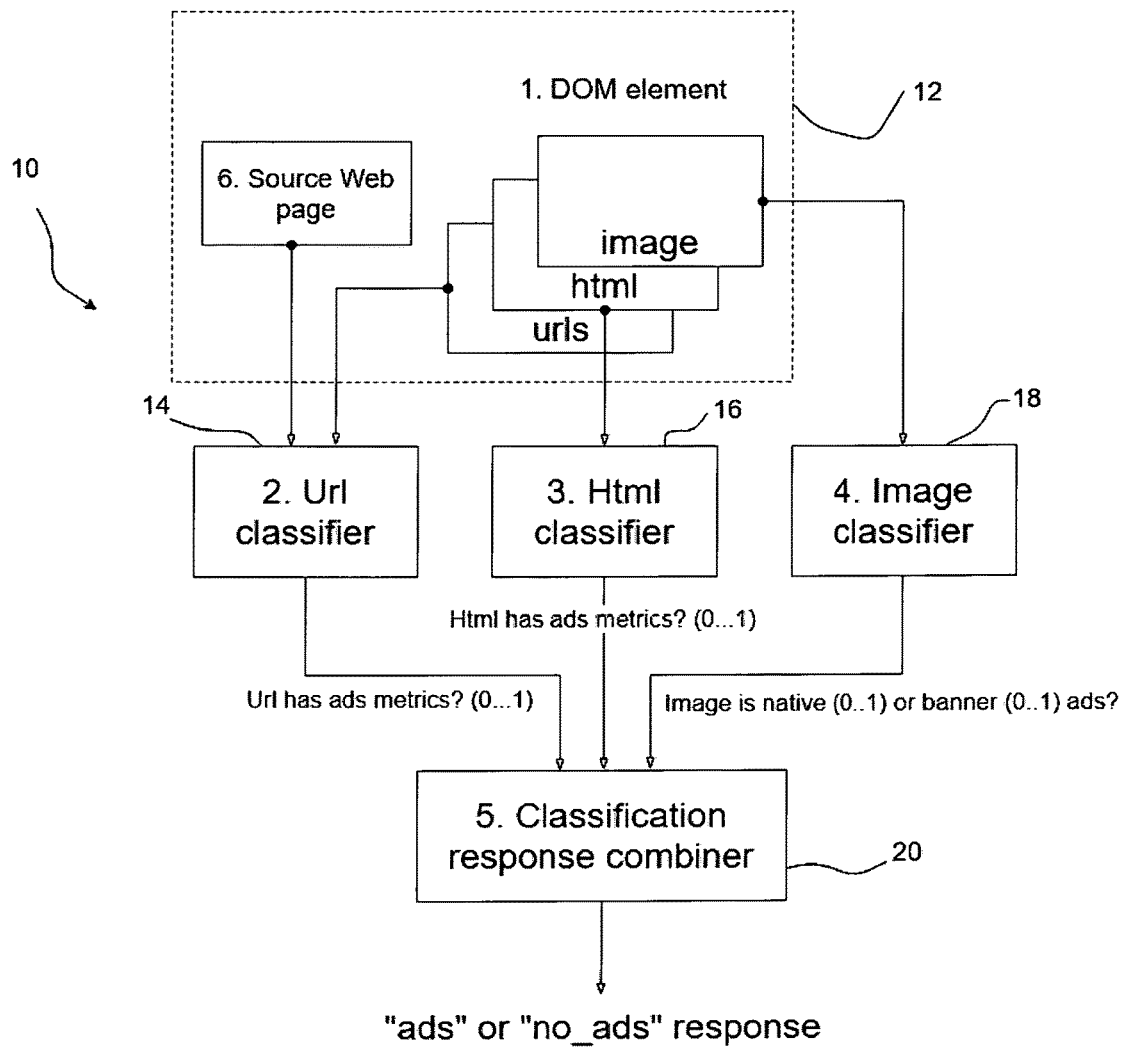 1. DOM element
12
10
6. Source Web
page
image
html
urls
14
16
18
2. Url
classifier
3. Html
classifier
4. Image
classifier
Html has ads metrics? (0...1)
Url has ads metrics? (0...1)
Image is native (0..1) or banner (0..1) ads?
5. Classification
response combiner
20
"ads" or "no_ads" response